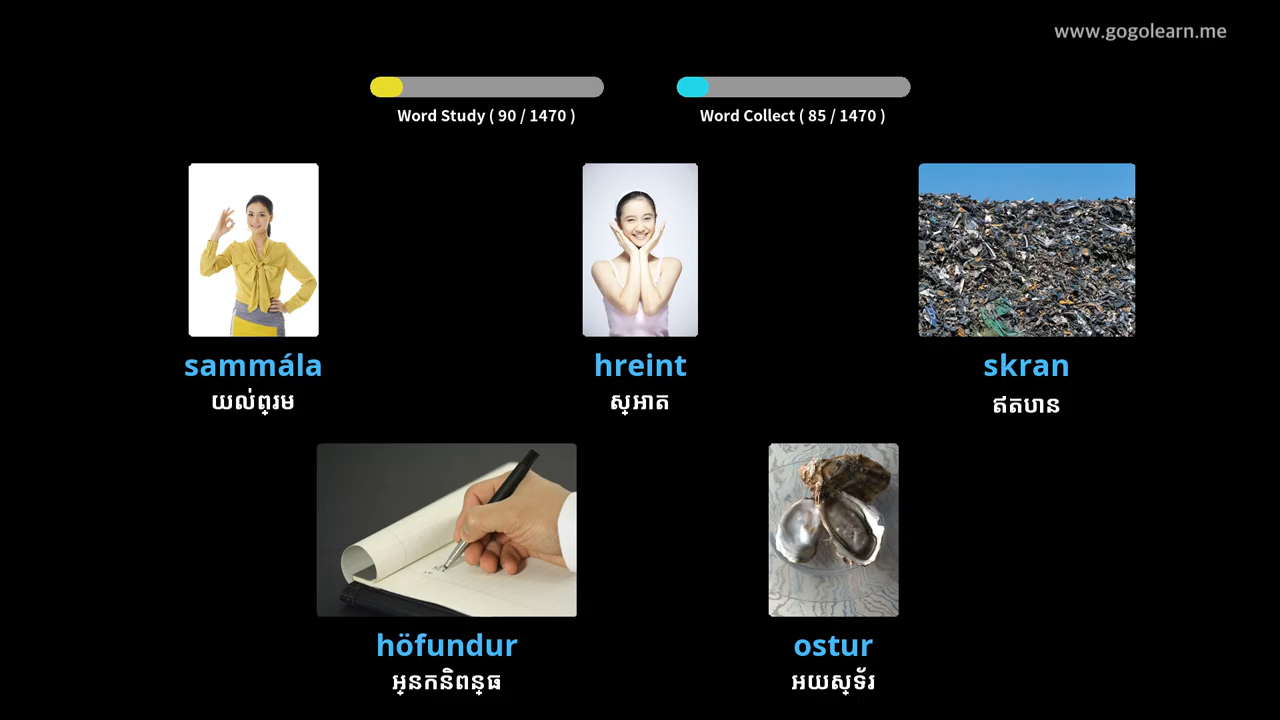 www.gogolearn.me
Word Study ( 90 / 1470 )
Word Collect ( 85 / 1470 )
sammála
យល់ព្រម
hreint
ស្អាត
skran
ឥតបាន
höfundur
អ្នកនិពន្ធ
ostur
អយស្ទ័រ